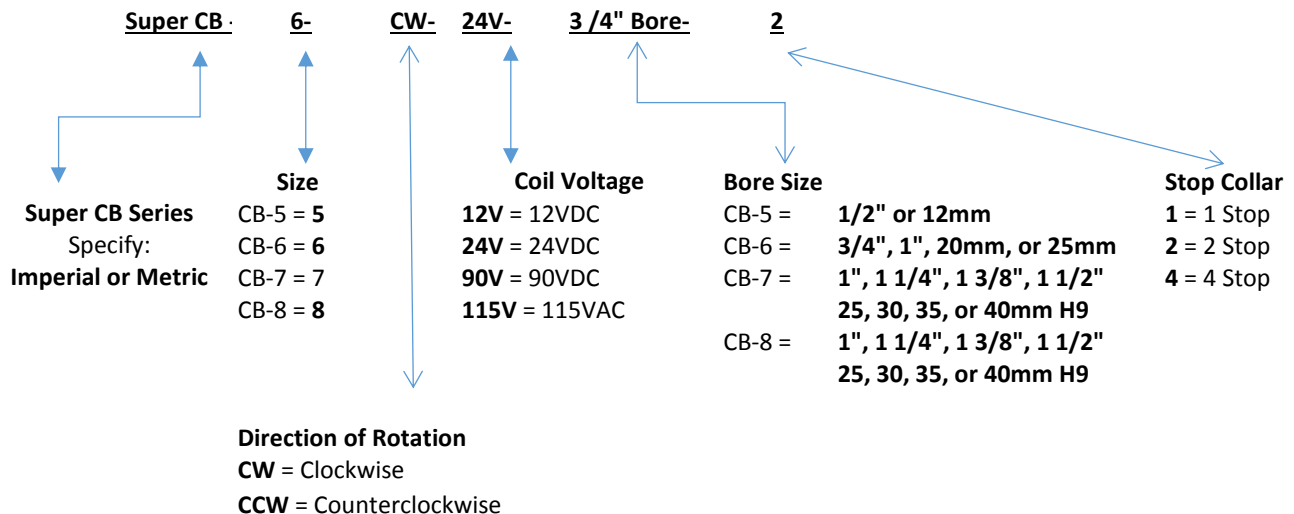 Super CB - 6- CW- 24V- 3 /4" Bore- 2
Size Coil Voltage Bore Size Stop Collar
Super CB Series CB-5 = 5 12V = 12VDC CB-5 = 1/2" or 12mm 1 = 1 Stop
Specify: CB-6 = 6 24V = 24VDC CB-6 = 3/4", 1", 20mm, or 25mm 2 = 2 Stop
Imperial or Metric CB-7 = 7 90V = 90VDC CB-7 = 1", 1 1/4", 1 3/8", 1 1/2" 4 = 4 Stop
CB-8 = 8 115V = 115VAC 25, 30, 35, or 40mm H9
CB-8 = 1", 1 1/4", 1 3/8", 1 1/2"
25, 30, 35, or 40mm H9
Direction of Rotation
CW = Clockwise
CCW = Counterclockwise